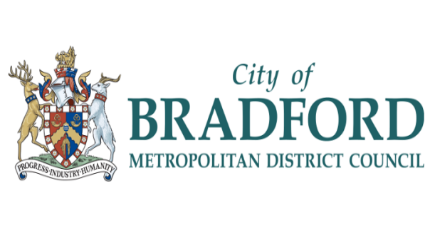 City of
BRADFORD
METROPOLITAN DISTRICT COUNCIL
PROGRESS·INDUSTRY·HUMANITY